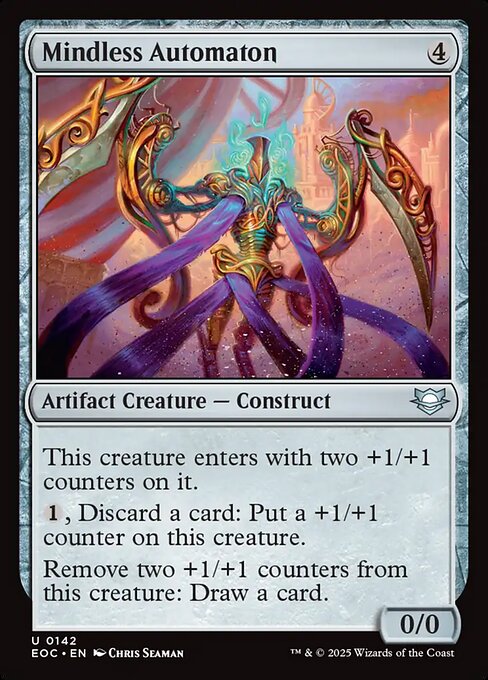 Mindless Automaton 4
Artifact Creature — Construct
This creature enters with two +1/+1
counters on it.
1, Discard a card: Put a +1/+1
counter on this creature.
Remove two +1/+1 counters from
this creature: Draw a card.
0/0
U 0142
EOC • EN Chris Seaman
™ & © 2025 Wizards of the Coast